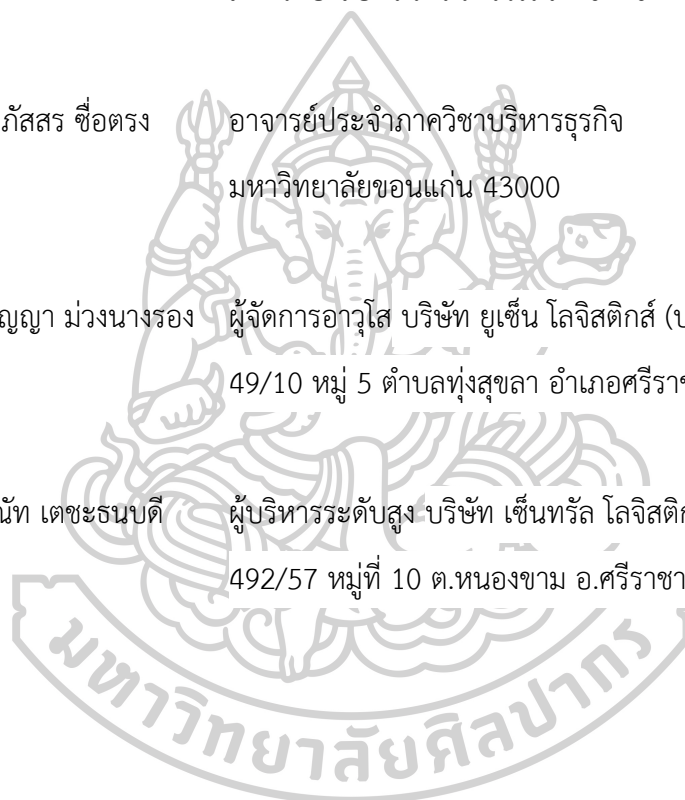 ภัสสร ซื่อตรง อาจารย์ประจำภาควิชาบริหารธุรกิจ
มหาวิทยาลัยขอนแก่น 43000
ม่วงนางรอง ผู้จัดการอาวุโส บริษัท ยูเซ็น โลจิสติกส์
49/10 หมู่ 5 ตำบลทุ่งสุขลา อำเภอศรีราช
เตชะธนบดี ผู้บริหารระดับสูง บริษัท เซ็นทรัล โลจิสติก
492/57 หมู่ที่ 10 ต.หนองขาม อ.ศรีราชา
มหาวิทยาลัยศิลปากร